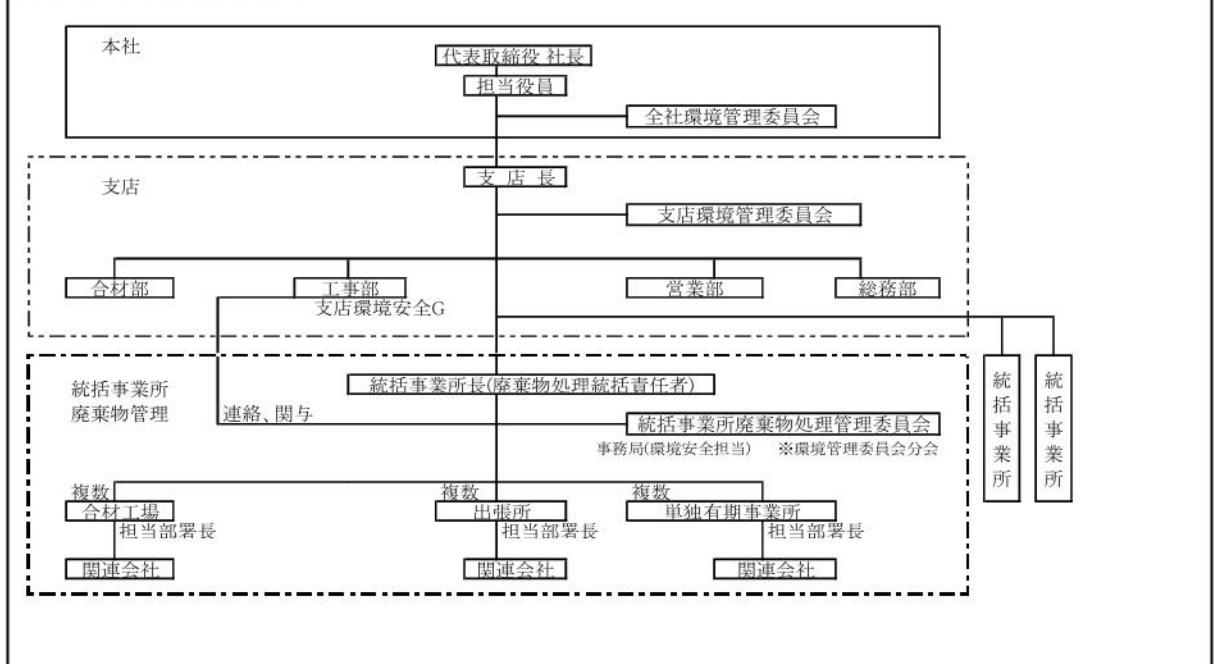 本社
代表取締役 社長
担当役員
全社環境管理委員会
支店
支 店 長
支店環境管理委員会
合材部
工事部
営業部
総務部
支店環境安全G
統括事業所
廃棄物管理
統括事業所長(廃棄物処理統括責任者)
連絡、関与
統括事業所廃棄物処理管理委員会
事務局(環境安全担当) ※環境管理委員会分会
統括事業所
統括事業所
複数
複数
複数
合材工場
出張所
単独有期事業所
担当部署長
担当部署長
担当部署長
関連会社
関連会社
関連会社